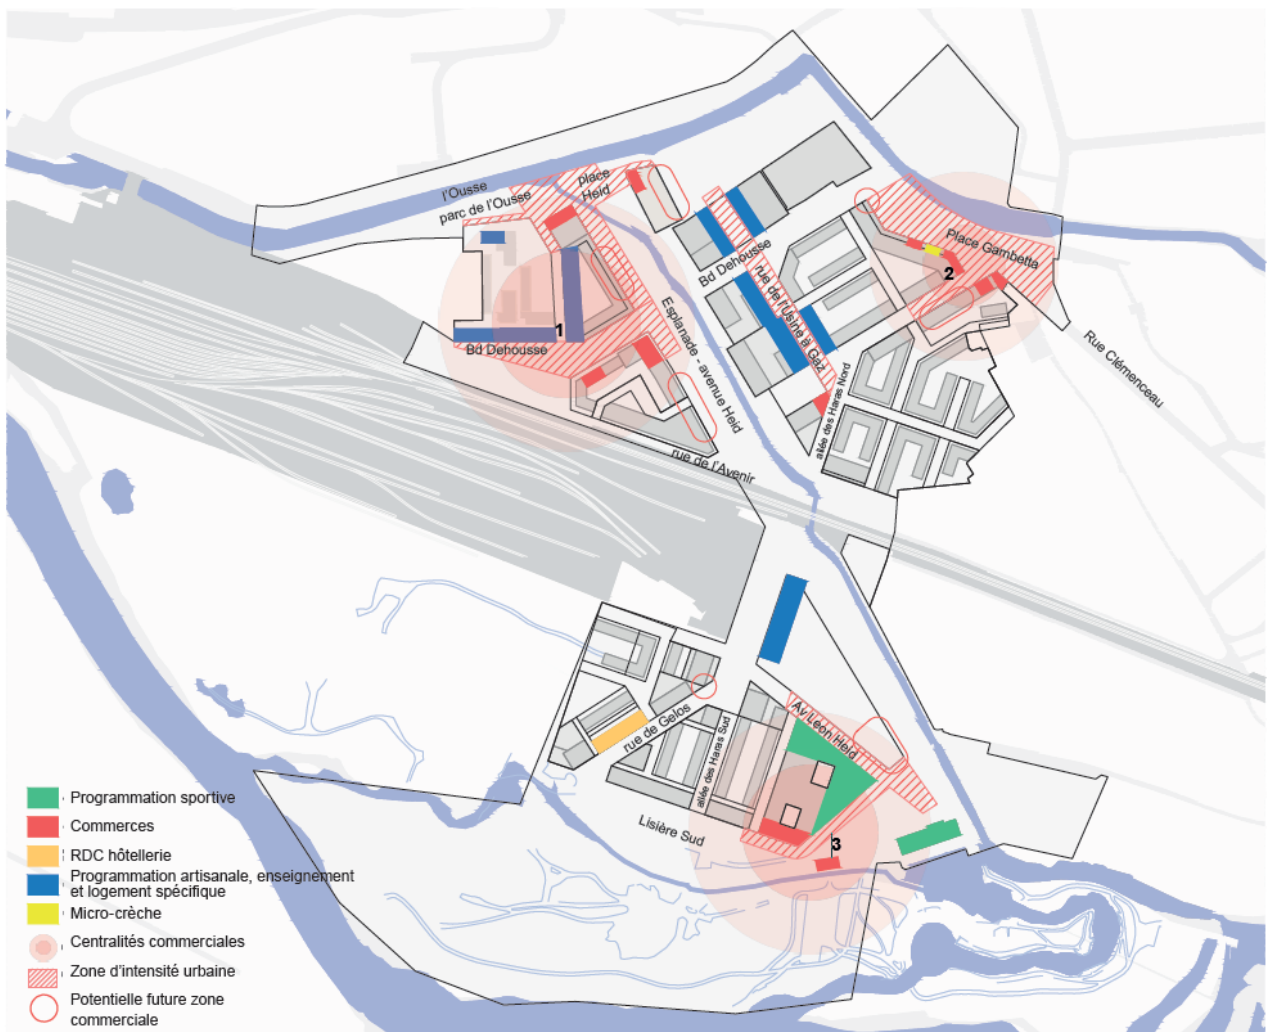 l'Ousse
parc de l'Ousse
place
Heid
Bd Dehousse
rue de l'Usine à Gaz
Place Gambetta
2
1
Bd Dehousse
Esplanade - avenue Heid
Rue Clémenceau
allée des Haras Nord
rue de l'Avenir
rue de Gelos
allée des Haras Sud
Av Léon Heid
Lisière Sud
3
Programmation sportive
Commerces
RDC hôtellerie
Programmation artisanale, enseignement
et logement spécifique
Micro-crèche
Centralités commerciales
Zone d'intensité urbaine
Potentielle future zone
commerciale